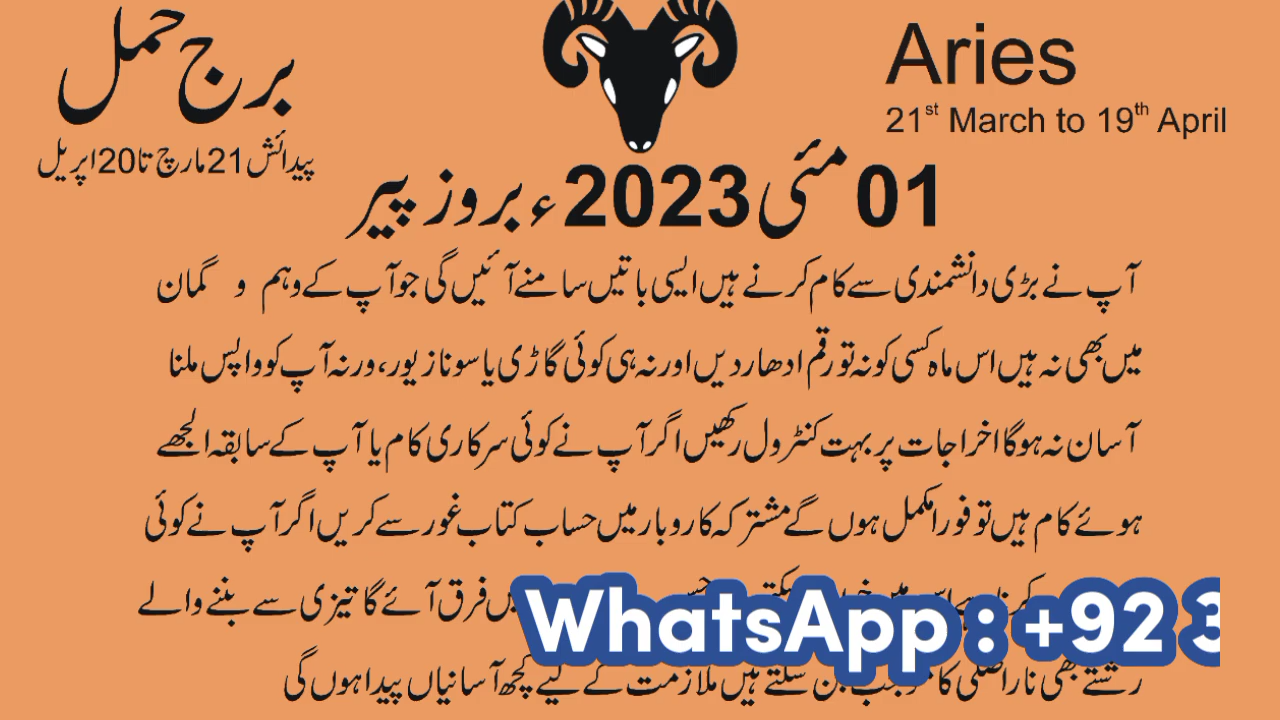 برج حمل
پیدائش 21 مارچ تا 20 اپریل
Aries
21st March to 19th April
01 مئی 2023ء بروز پیر
آپ نے بڑی دانشمندی سے کام کرنے ہیں ایسی باتیں سامنے آئیں گی جو آپ کے وہم و گمان
میں بھی نہ ہیں اس ماہ کسی کو نہ تو رقم ادھار دیں اور نہ ہی کوئی گاڑی یا سونا زیور، ورنہ آپ کو واپس ملنا
آسان نہ ہوگا اخراجات پر بہت کنٹرول رکھیں اگر آپ نے کوئی سرکاری کام یا آپ کے سابقہ الجھے
ہوئے کام ہیں تو فورا مکمل ہوں گے مشترکہ کاروبار میں حساب کتاب غور سے کریں اگر آپ نے کوئی
فرق آئے گا تیزی سے بننے والے
رشتے بھی ناراضگی کا سکتے ہیں ملازمت کے لیے کچھ آسانیاں پیدا ہوں گی
WhatsApp : +92 3